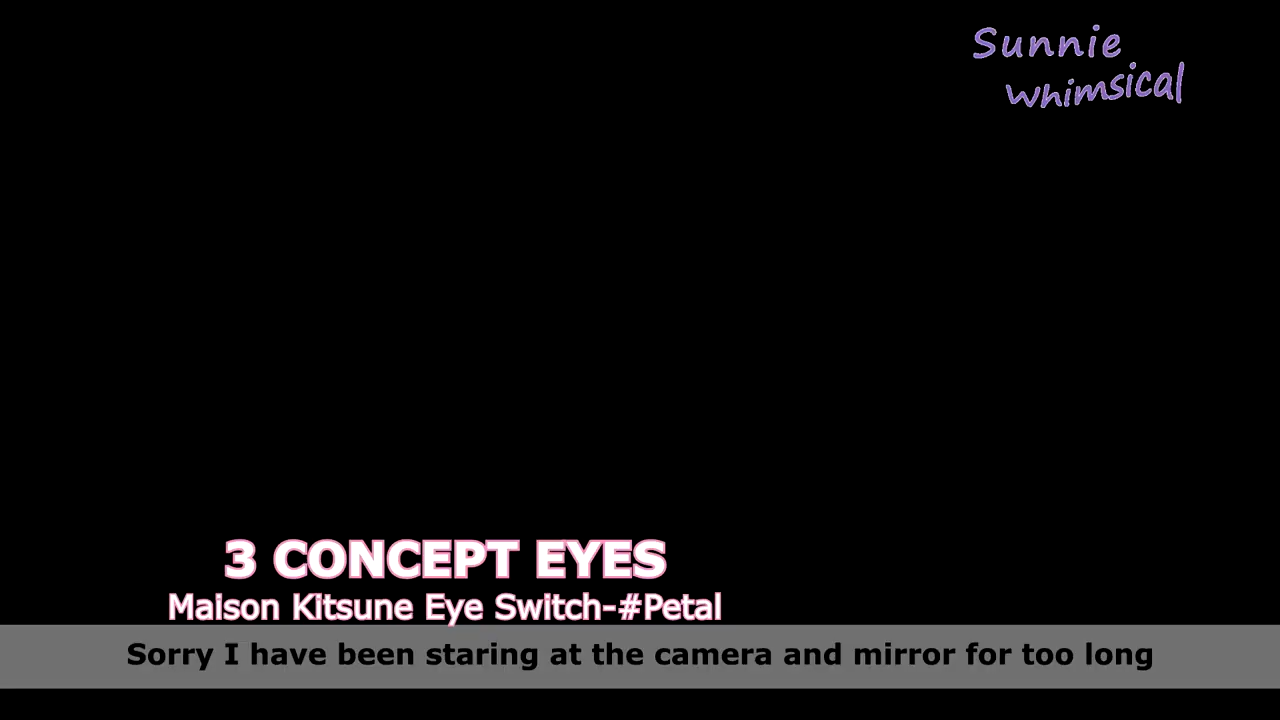 Sunnie
Whimsical
3 CONCEPT EYES
Maison Kitsune Eye Switch-#Petal
Sorry I have been staring at the camera and mirror for too long